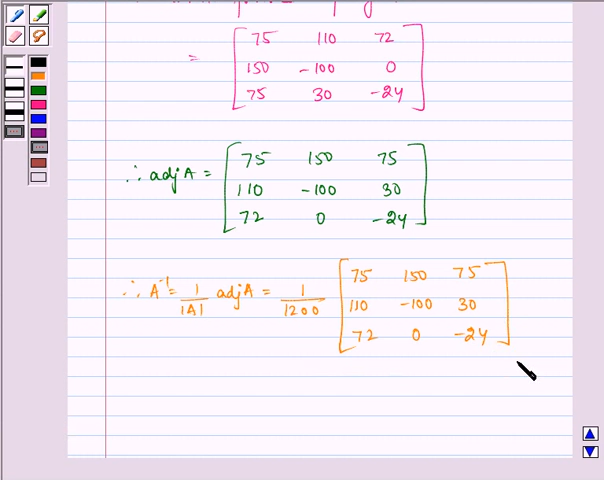 = [ 75 110 72
150 -100 0
75 30 -24 ]
∴ adj A = [ 75 150 75
110 -100 30
72 0 -24 ]
∴ A⁻¹ = 1/|A| adj A = 1/1200 [ 75 150 75
110 -100 30
72 0 -24 ]